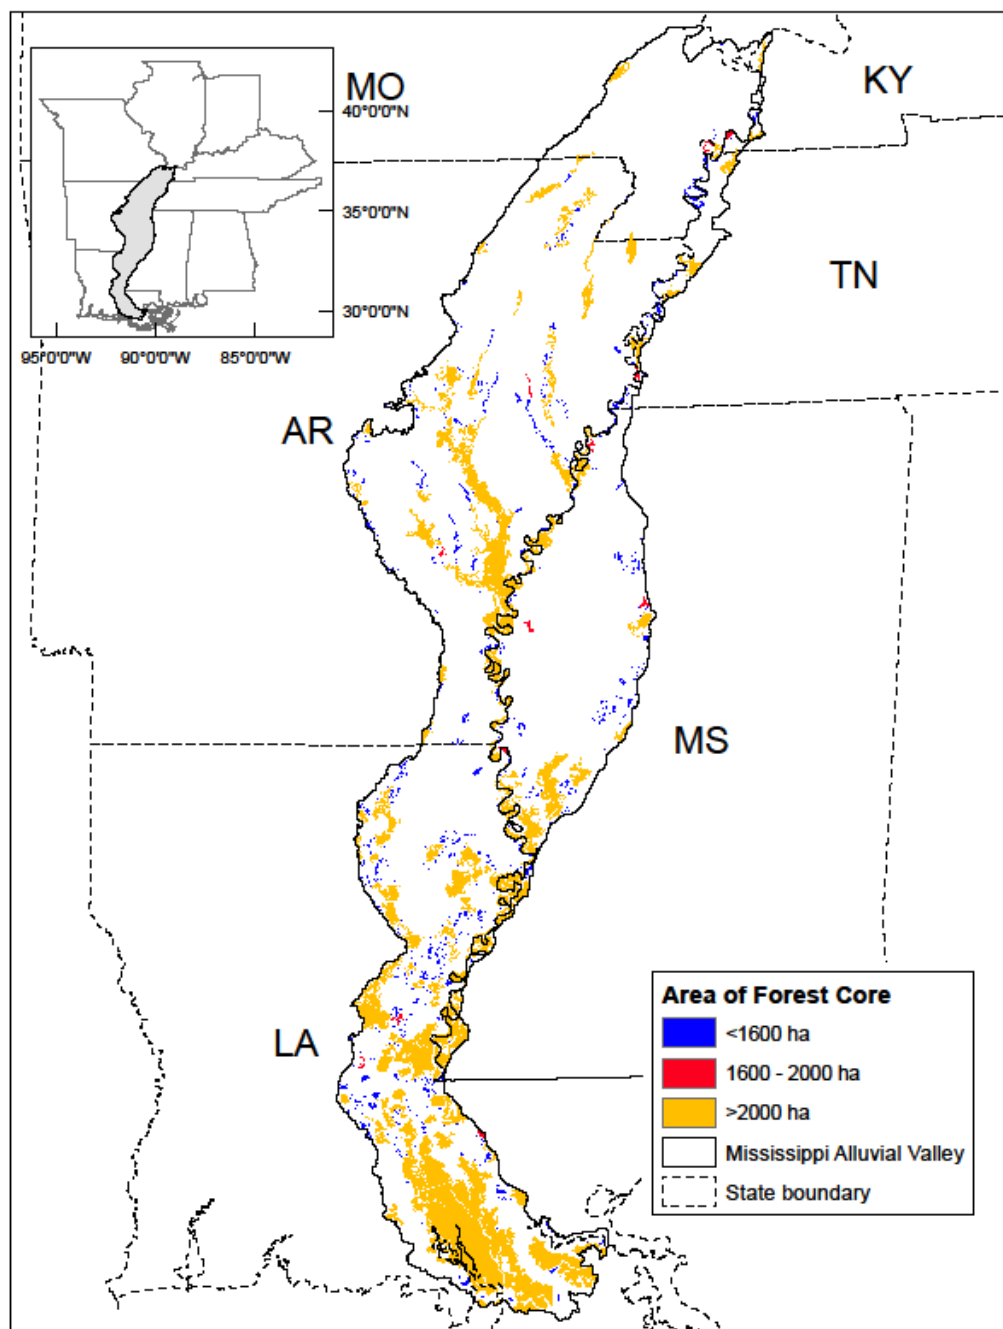 MO
KY
40°0'0"N
35°0'0"N
TN
30°0'0"N
95°0'0"W 90°0'0"W 85°0'0"W
AR
MS
Area of Forest Core
<1600 ha
1600 - 2000 ha
>2000 ha
Mississippi Alluvial Valley
State boundary
LA